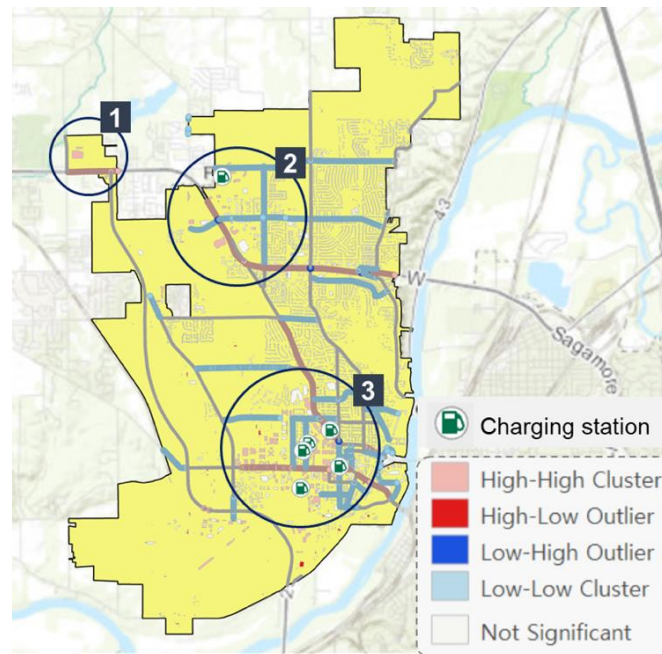 1
2
3
43
W
Sagamore
2
Charging station
High-High Cluster
High-Low Outlier
Low-High Outlier
Low-Low Cluster
Not Significant